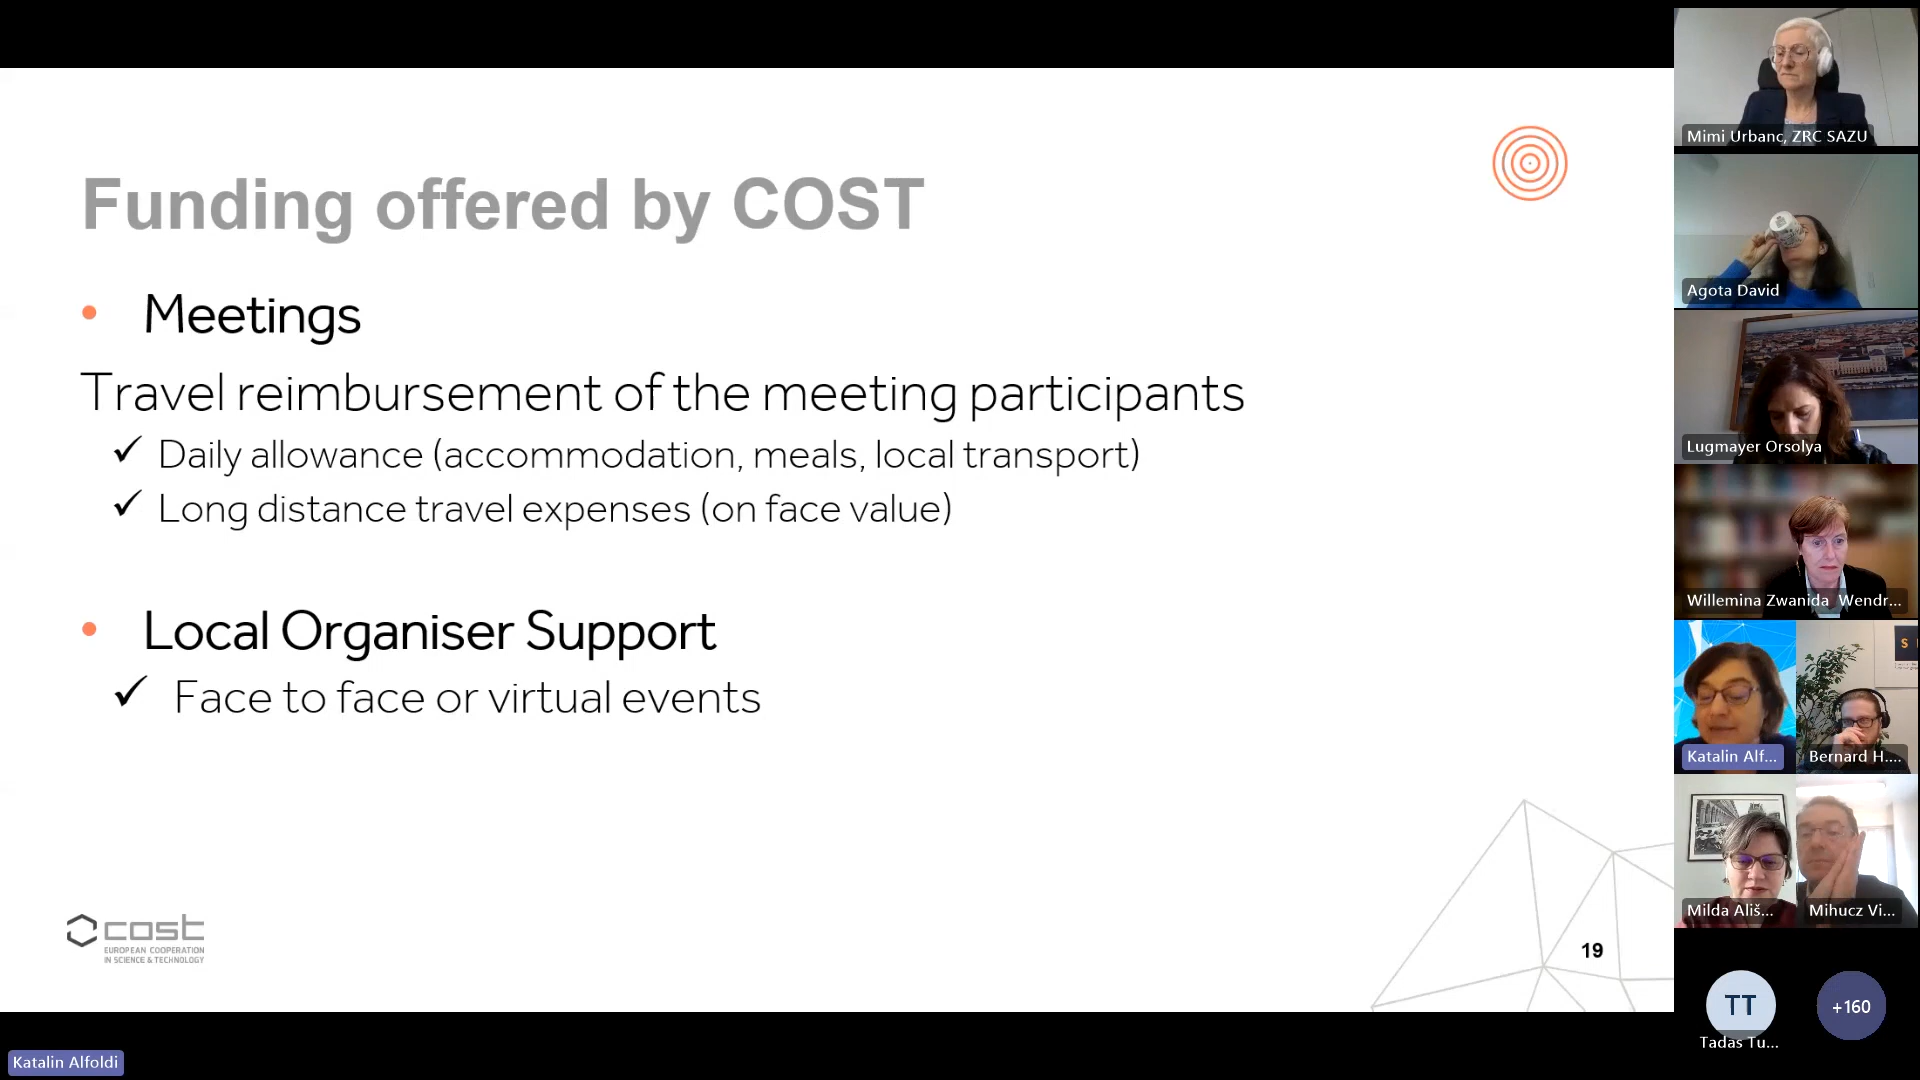 Funding offered by COST
Meetings
Travel reimbursement of the meeting participants
Daily allowance (accommodation, meals, local transport)
Long distance travel expenses (on face value)
Local Organiser Support
Face to face or virtual events
cost
EUROPEAN COOPERATION
IN SCIENCE & TECHNOLOGY
19
Katalin Alfoldi
Mimi Urbanc, ZRC SAZU
Agota David
Lugmayer Orsolya
Willemina Zwanida Wendr...
S
Katalin Alf...
Bernard H....
Milda Ališ...
Mihucz Vi...
TT
+160
Tadas Tu...